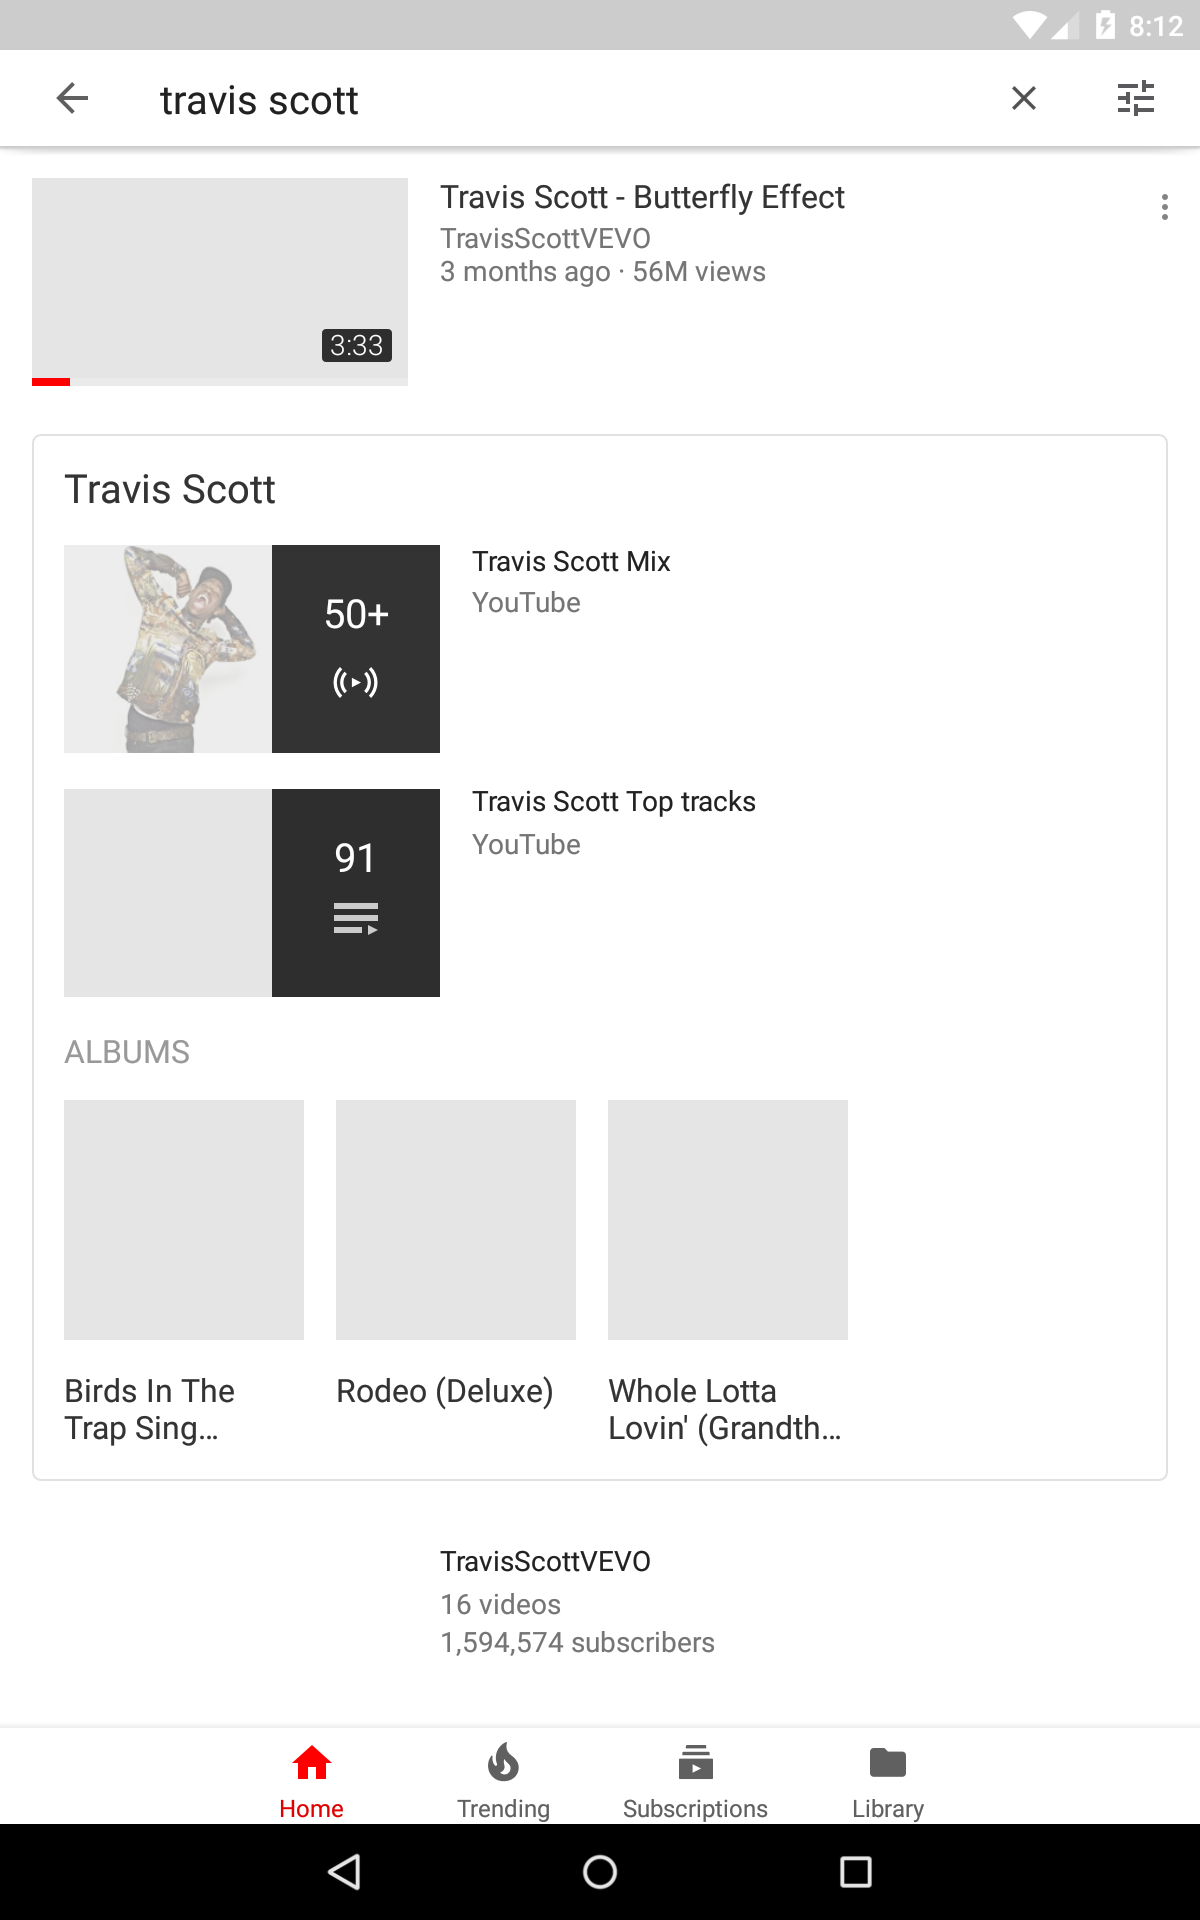 8:12
travis scott
Travis Scott - Butterfly Effect
TravisScottVEVO
3 months ago · 56M views
3:33
Travis Scott
50+
Travis Scott Mix
YouTube
91
Travis Scott Top tracks
YouTube
ALBUMS
Birds In The
Trap Sing…
Rodeo (Deluxe)
Whole Lotta
Lovin' (Grandth…
TravisScottVEVO
16 videos
1,594,574 subscribers
Home
Trending
Subscriptions
Library